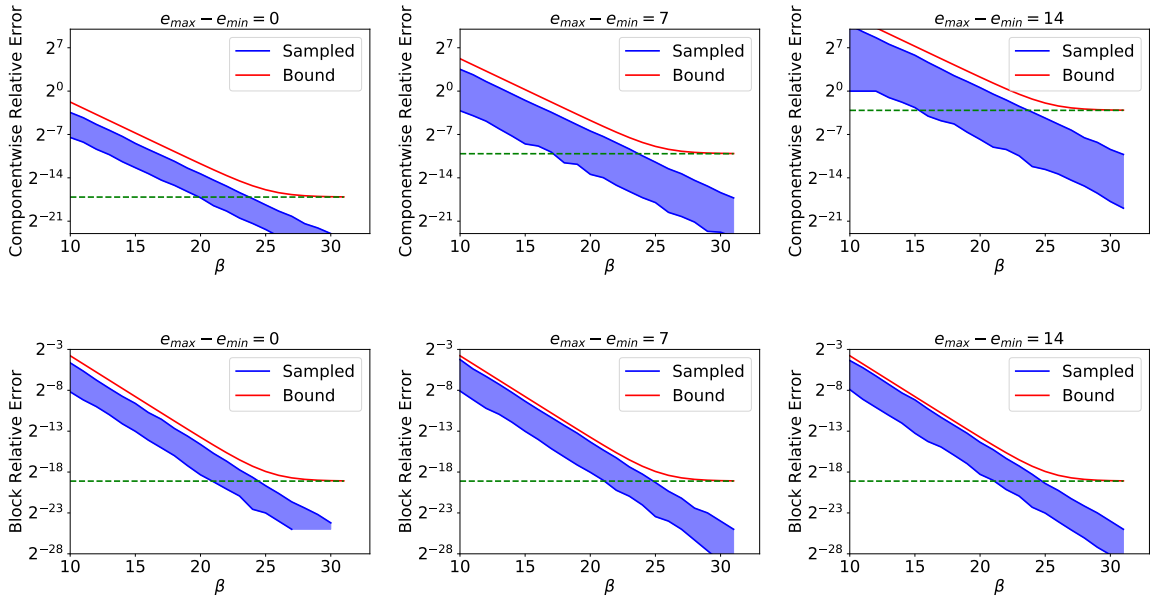 e_max − e_min = 0
Componentwise Relative Error
2^7
2^0
2^−7
2^−14
2^−21
Sampled
Bound
10 15 20 25 30
β
e_max − e_min = 7
Componentwise Relative Error
2^7
2^0
2^−7
2^−14
2^−21
Sampled
Bound
10 15 20 25 30
β
e_max − e_min = 14
Componentwise Relative Error
2^7
2^0
2^−7
2^−14
2^−21
Sampled
Bound
10 15 20 25 30
β
e_max − e_min = 0
Block Relative Error
2^−3
2^−8
2^−13
2^−18
2^−23
2^−28
Sampled
Bound
10 15 20 25 30
β
e_max − e_min = 7
Block Relative Error
2^−3
2^−8
2^−13
2^−18
2^−23
2^−28
Sampled
Bound
10 15 20 25 30
β
e_max − e_min = 14
Block Relative Error
2^−3
2^−8
2^−13
2^−18
2^−23
2^−28
Sampled
Bound
10 15 20 25 30
β